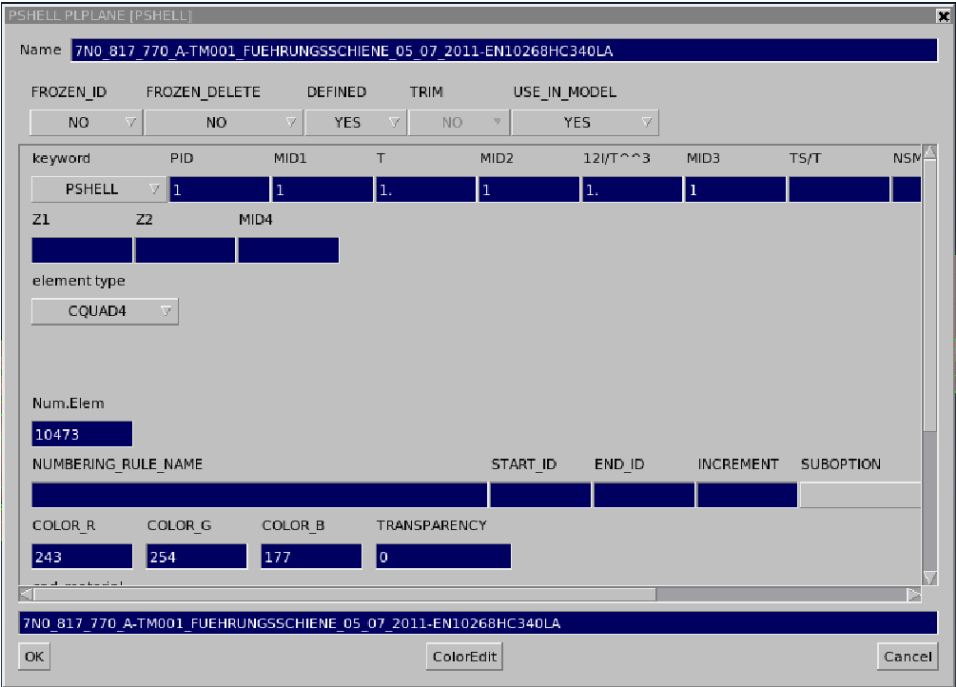 PSHELL PLPLANE [PSHELL]
Name 7N0_817_770_A-TM001_FUEHRUNGSSCHIENE_05_07_2011-EN10268HC340LA
FROZEN_ID FROZEN_DELETE DEFINED TRIM USE_IN_MODEL
NO NO YES NO YES
keyword PID MID1 T MID2 12I/T^^3 MID3 TS/T NSM
PSHELL 1 1 1. 1 1. 1
Z1 Z2 MID4
element type
CQUAD4
Num.Elem
10473
NUMBERING_RULE_NAME START_ID END_ID INCREMENT SUBOPTION
COLOR_R COLOR_G COLOR_B TRANSPARENCY
243 254 177 0
7N0_817_770_A-TM001_FUEHRUNGSSCHIENE_05_07_2011-EN10268HC340LA
OK ColorEdit Cancel